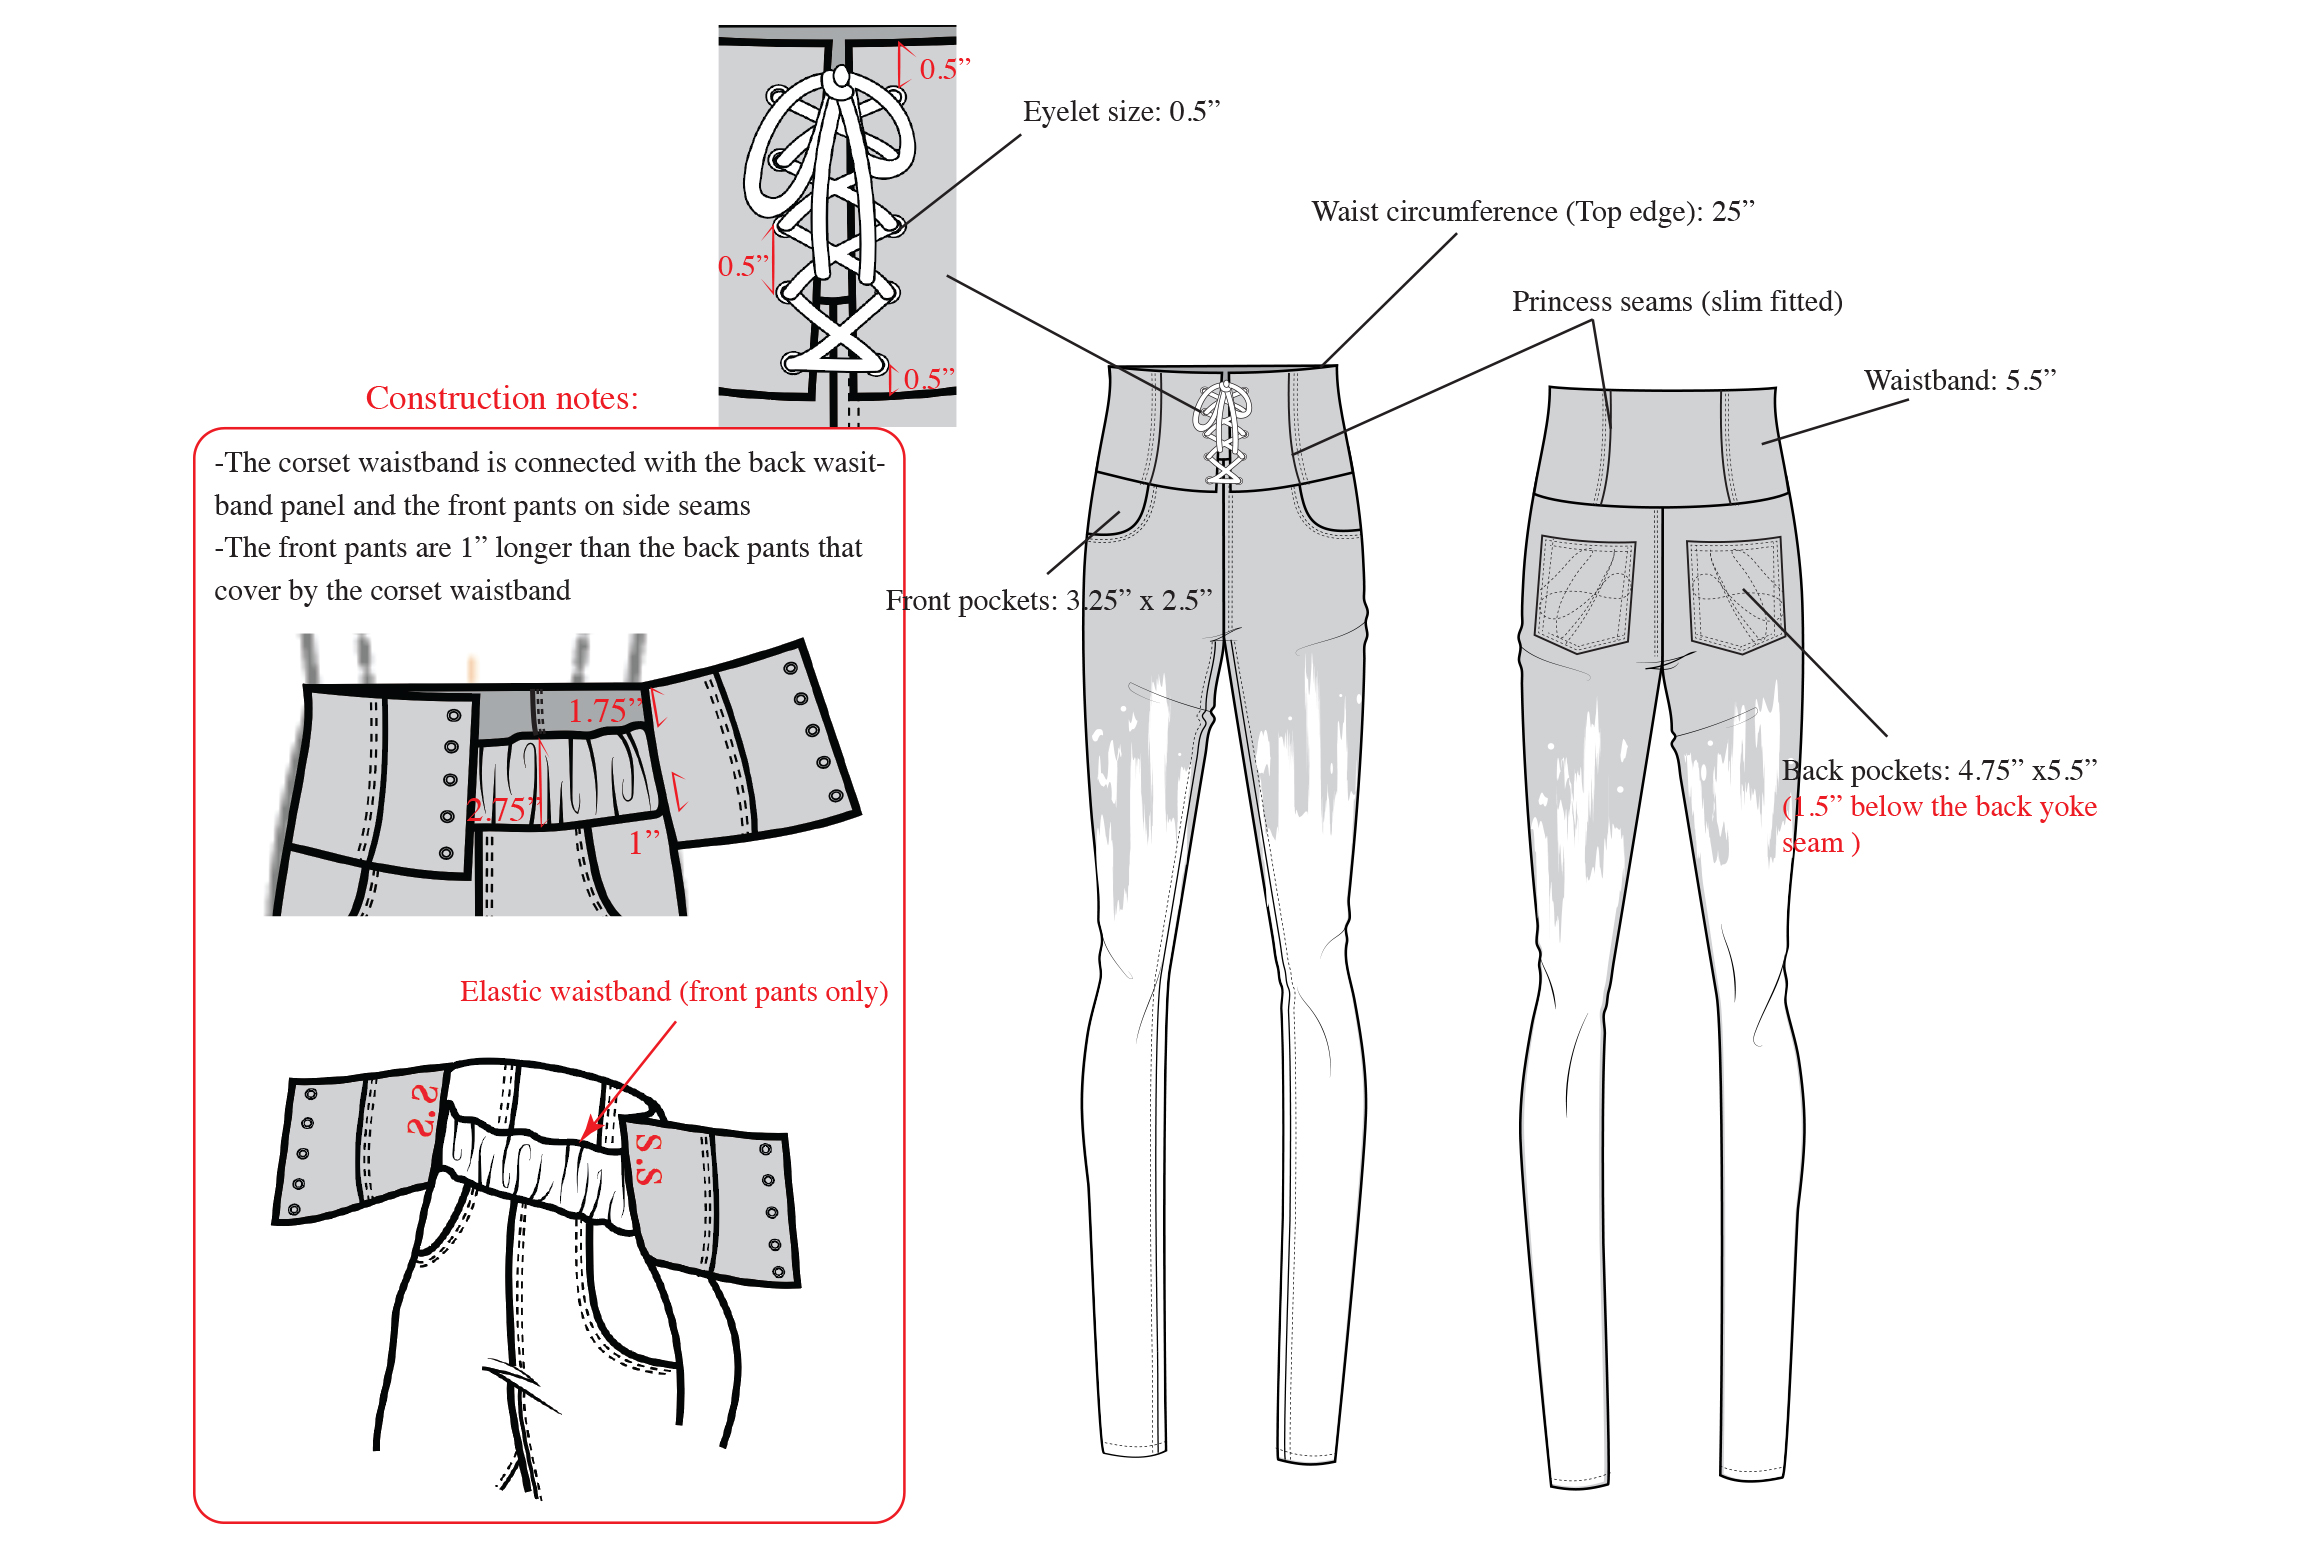 0.5”
Eyelet size: 0.5”
0.5”
0.5”
Waist circumference (Top edge): 25”
Princess seams (slim fitted)
Waistband: 5.5”
Construction notes:
-The corset waistband is connected with the back wasit-
band panel and the front pants on side seams
-The front pants are 1” longer than the back pants that
cover by the corset waistband
1.75”
2.75”
1”
Elastic waistband (front pants only)
S.S
S.S
Front pockets: 3.25” x 2.5”
Back pockets: 4.75” x5.5”
(1.5” below the back yoke
seam )